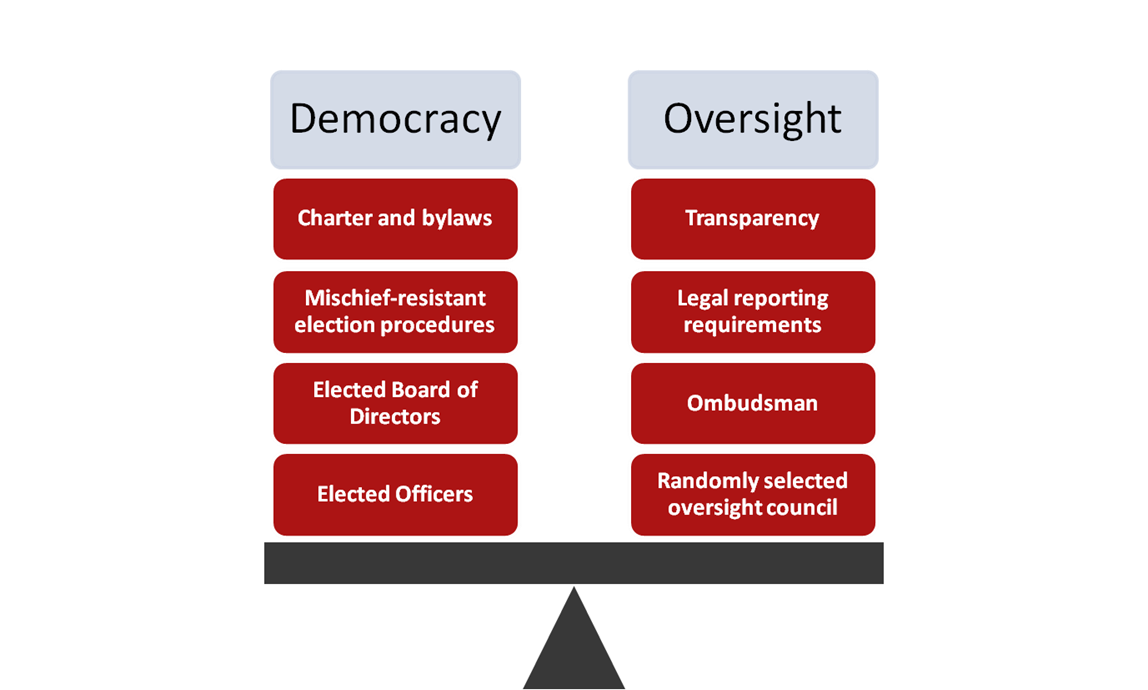 Democracy
Charter and bylaws
Mischief-resistant
election procedures
Elected Board of
Directors
Elected Officers
Oversight
Transparency
Legal reporting
requirements
Ombudsman
Randomly selected
oversight council